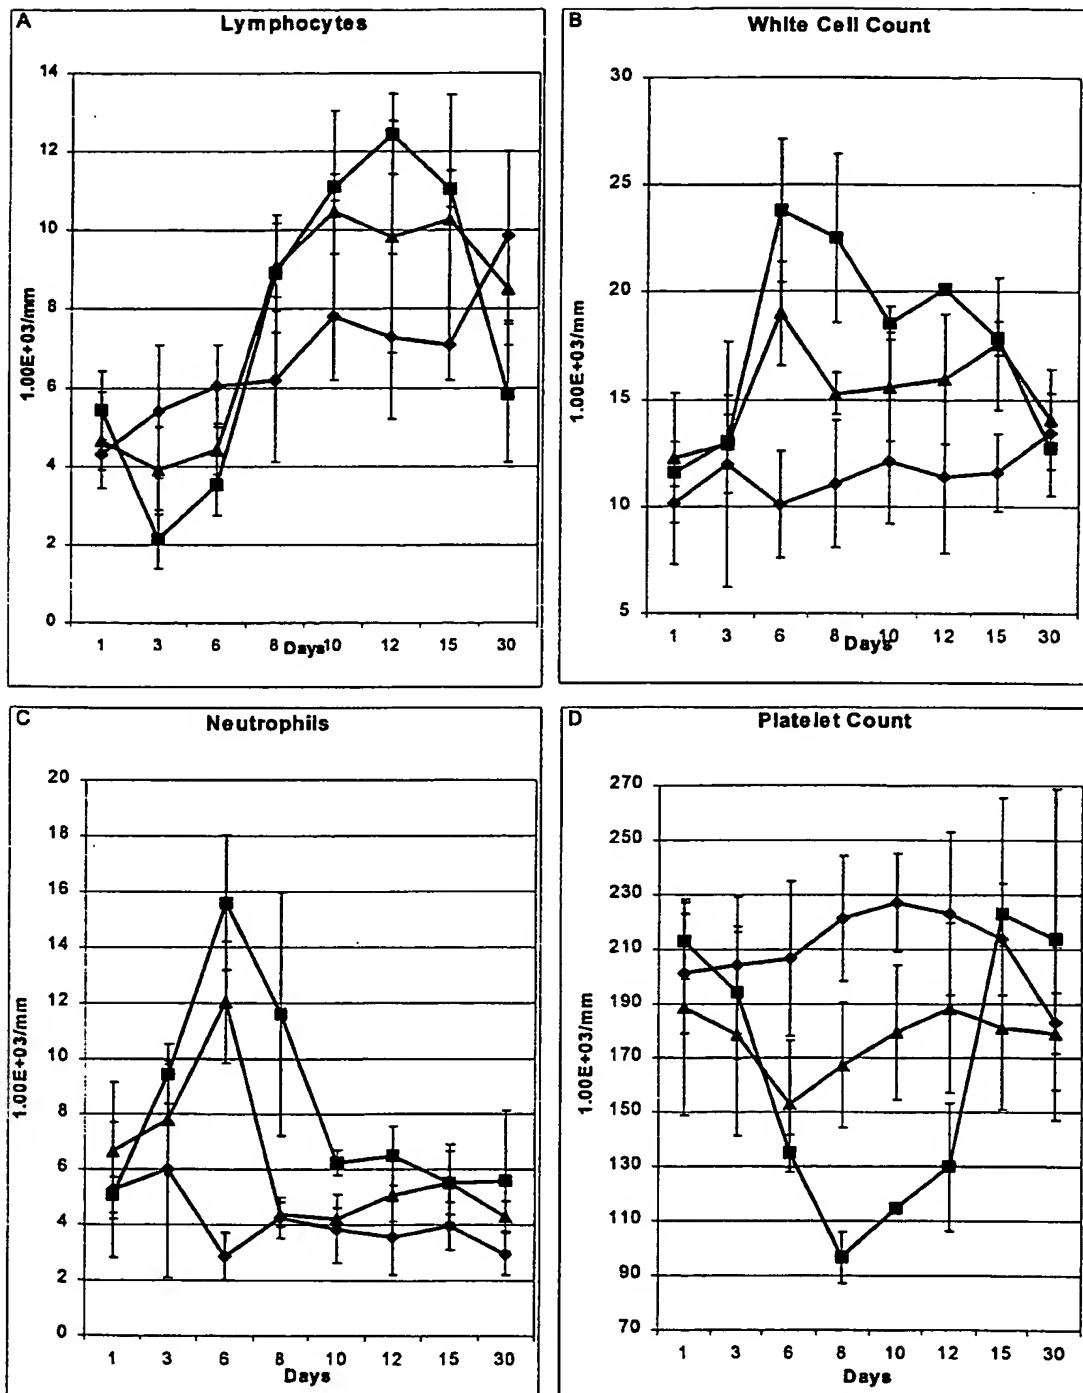 A
Lymphocytes
14
12
10
8
6
4
2
0
1.00E+03/mm
1 3 6 8 10 12 15 30
Days
B
White Cell Count
30
25
20
15
10
5
1.00E+03/mm
1 3 6 8 10 12 15 30
Days
C
Neutrophils
20
18
16
14
12
10
8
6
4
2
0
1.00E+03/mm
1 3 6 8 10 12 15 30
Days
D
Platelet Count
270
250
230
210
190
170
150
130
110
90
70
1.00E+03/mm
1 3 6 8 10 12 15 30
Days